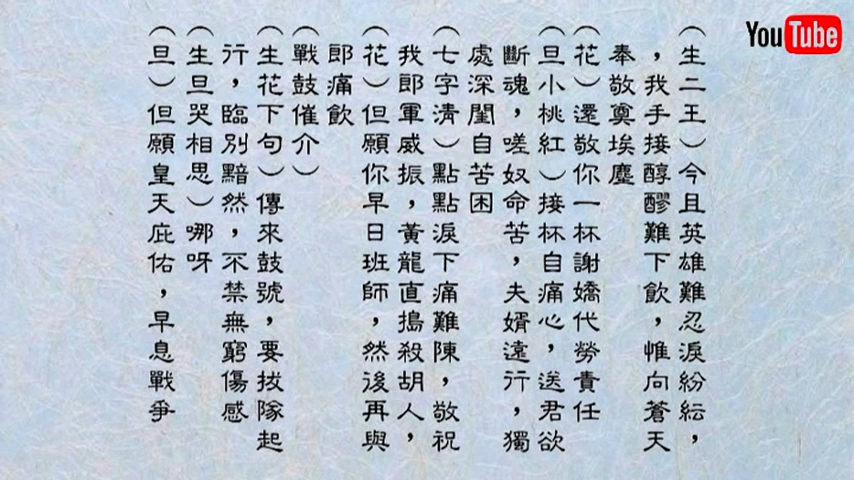 YouTube
（生二王）今且英雄難忍淚紛紜，
，我手接醇醪難下飲，惟向蒼天
奉敬奠埃塵
（花）還敬你一杯謝嬌代勞責任
（旦小桃紅）接杯自痛心，送君欲
斷魂，嗟奴命苦，夫婿遠行，獨
處深閨自苦困
（七字清）點點淚下痛難陳，敬祝
我郎軍威振，黃龍直搗殺胡人，
（花）但願你早日班師，然後再與
郎痛飲
（戰鼓催介）
（生花下句）傳來鼓號，要拔隊起
行，臨別黯然，不禁無窮傷感
（生旦哭相思）哪呀
（旦）但願皇天庇佑，早息戰爭